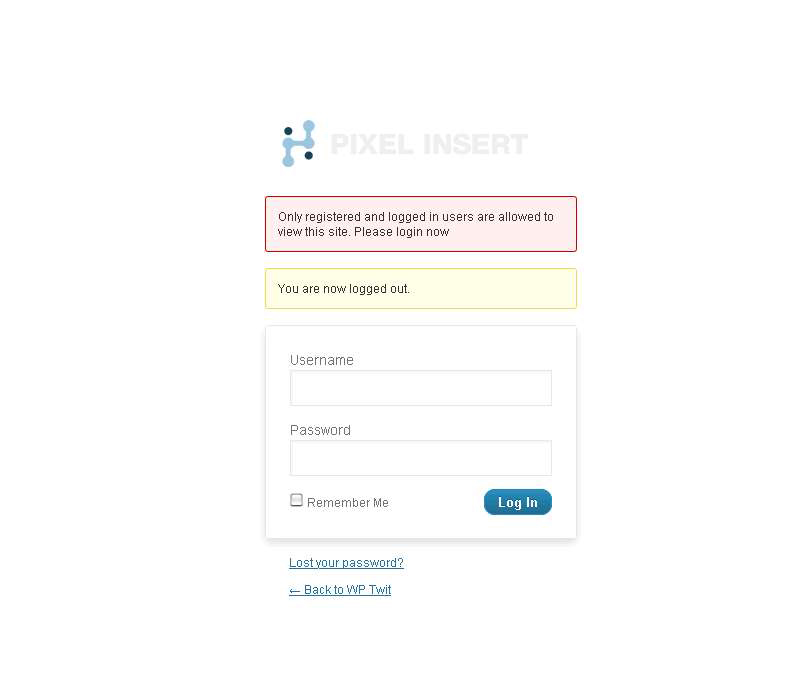 PIXEL INSERT
Only registered and logged in users are allowed to
view this site. Please login now
You are now logged out.
Username
Password
Remember Me
Log In
Lost your password?
← Back to WP Twit